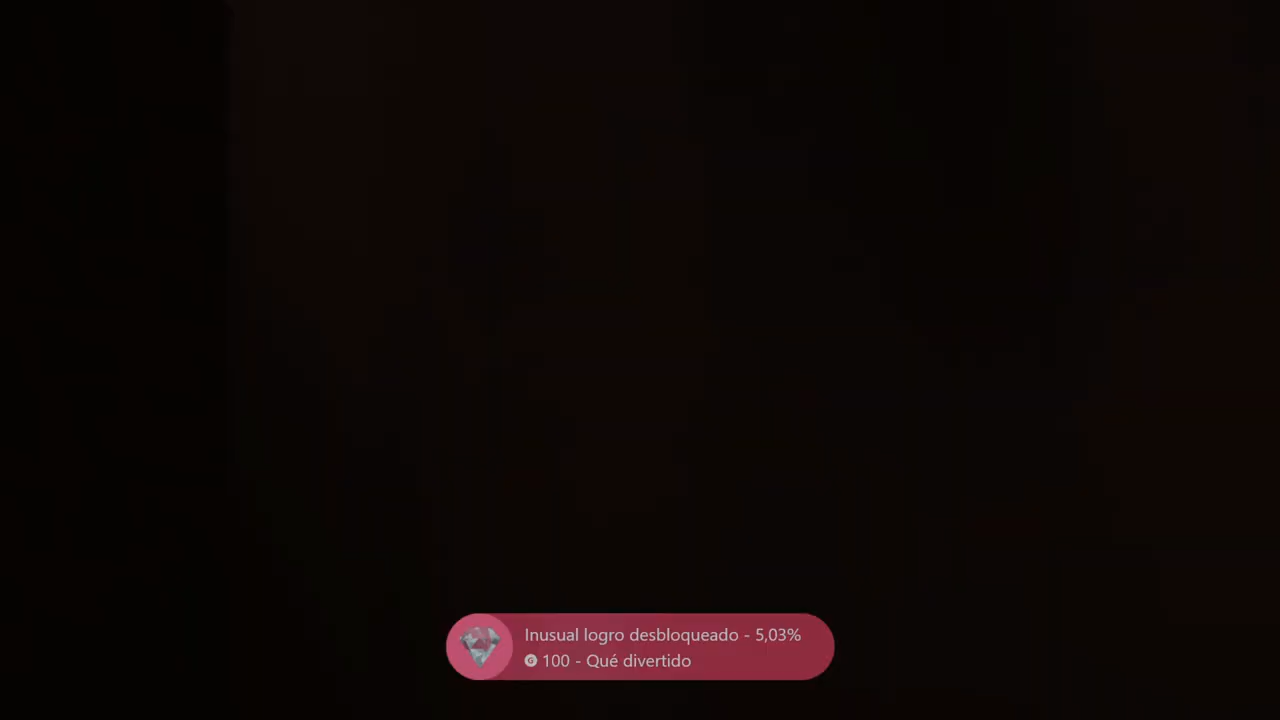 Inusual logro desbloqueado - 5,03%
G 100 - Qué divertido